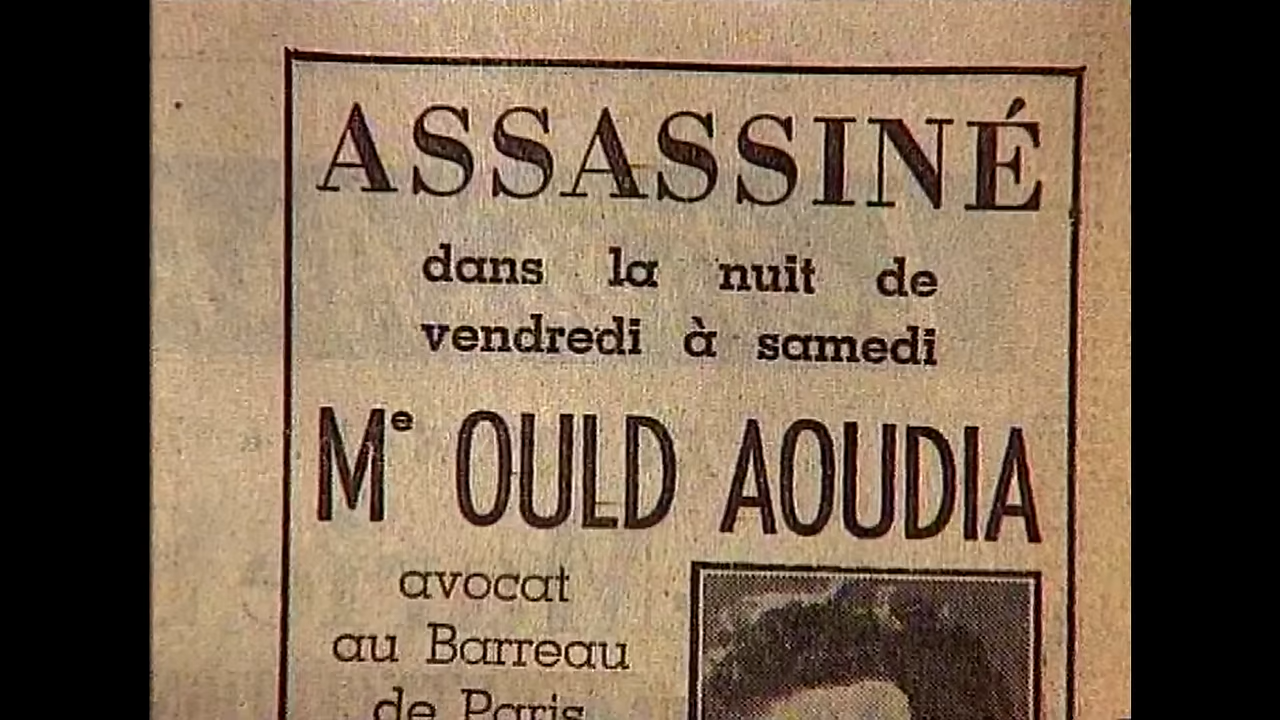 ASSASSINÉ
dans la nuit de
vendredi à samedi
Me OULD AOUDIA
avocat
au Barreau
de Paris